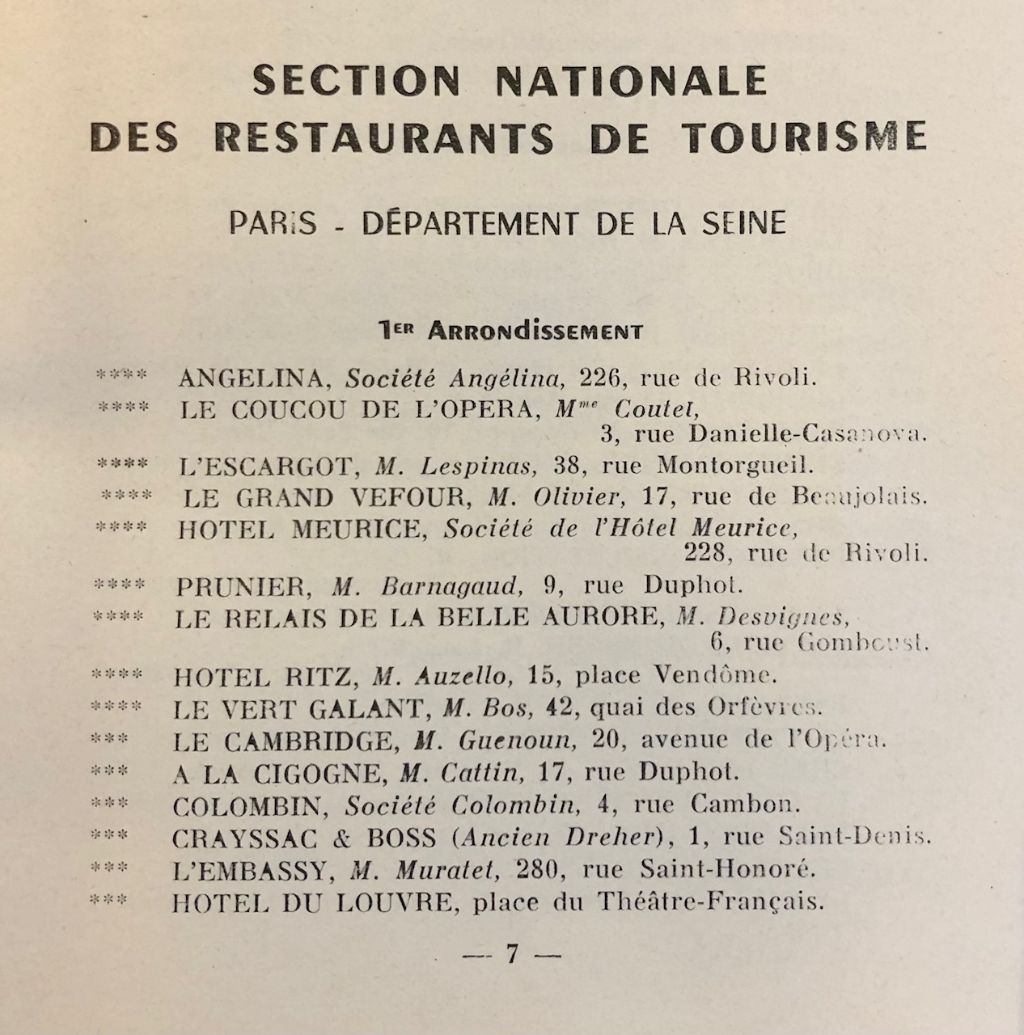 SECTION NATIONALE
DES RESTAURANTS DE TOURISME
PARIS - DÉPARTEMENT DE LA SEINE
1ER ARRONDISSEMENT
**** ANGELINA, Société Angélina, 226, rue de Rivoli.
**** LE COUCOU DE L'OPERA, Mme Coutel,
3, rue Danielle-Casanova.
**** L'ESCARGOT, M. Lespinas, 38, rue Montorgueil.
**** LE GRAND VEFOUR, M. Olivier, 17, rue de Beaujolais.
**** HOTEL MEURICE, Société de l'Hôtel Meurice,
228, rue de Rivoli.
**** PRUNIER, M. Barnagaud, 9, rue Duphot.
**** LE RELAIS DE LA BELLE AURORE, M. Desvignes,
6, rue Gomboust.
**** HOTEL RITZ, M. Auzello, 15, place Vendôme.
**** LE VERT GALANT, M. Bos, 42, quai des Orfèvres.
*** LE CAMBRIDGE, M. Guenoun, 20, avenue de l'Opéra.
*** A LA CIGOGNE, M. Cattin, 17, rue Duphot.
*** COLOMBIN, Société Colombin, 4, rue Cambon.
*** CRAYSSAC & BOSS (Ancien Dreher), 1, rue Saint-Denis.
*** L'EMBASSY, M. Muratet, 280, rue Saint-Honoré.
*** HOTEL DU LOUVRE, place du Théâtre-Français.
— 7 —